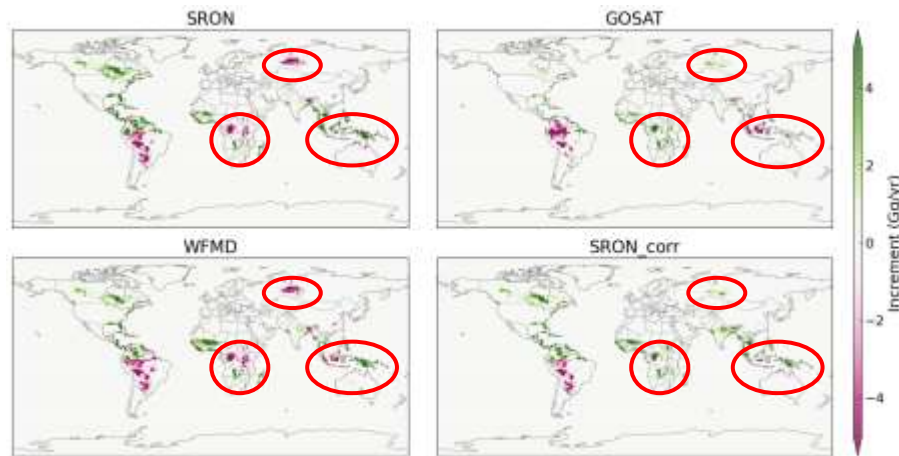 SRON
GOSAT
WFMD
SRON_corr
4
2
0
−2
−4
Increment (Gg/yr)